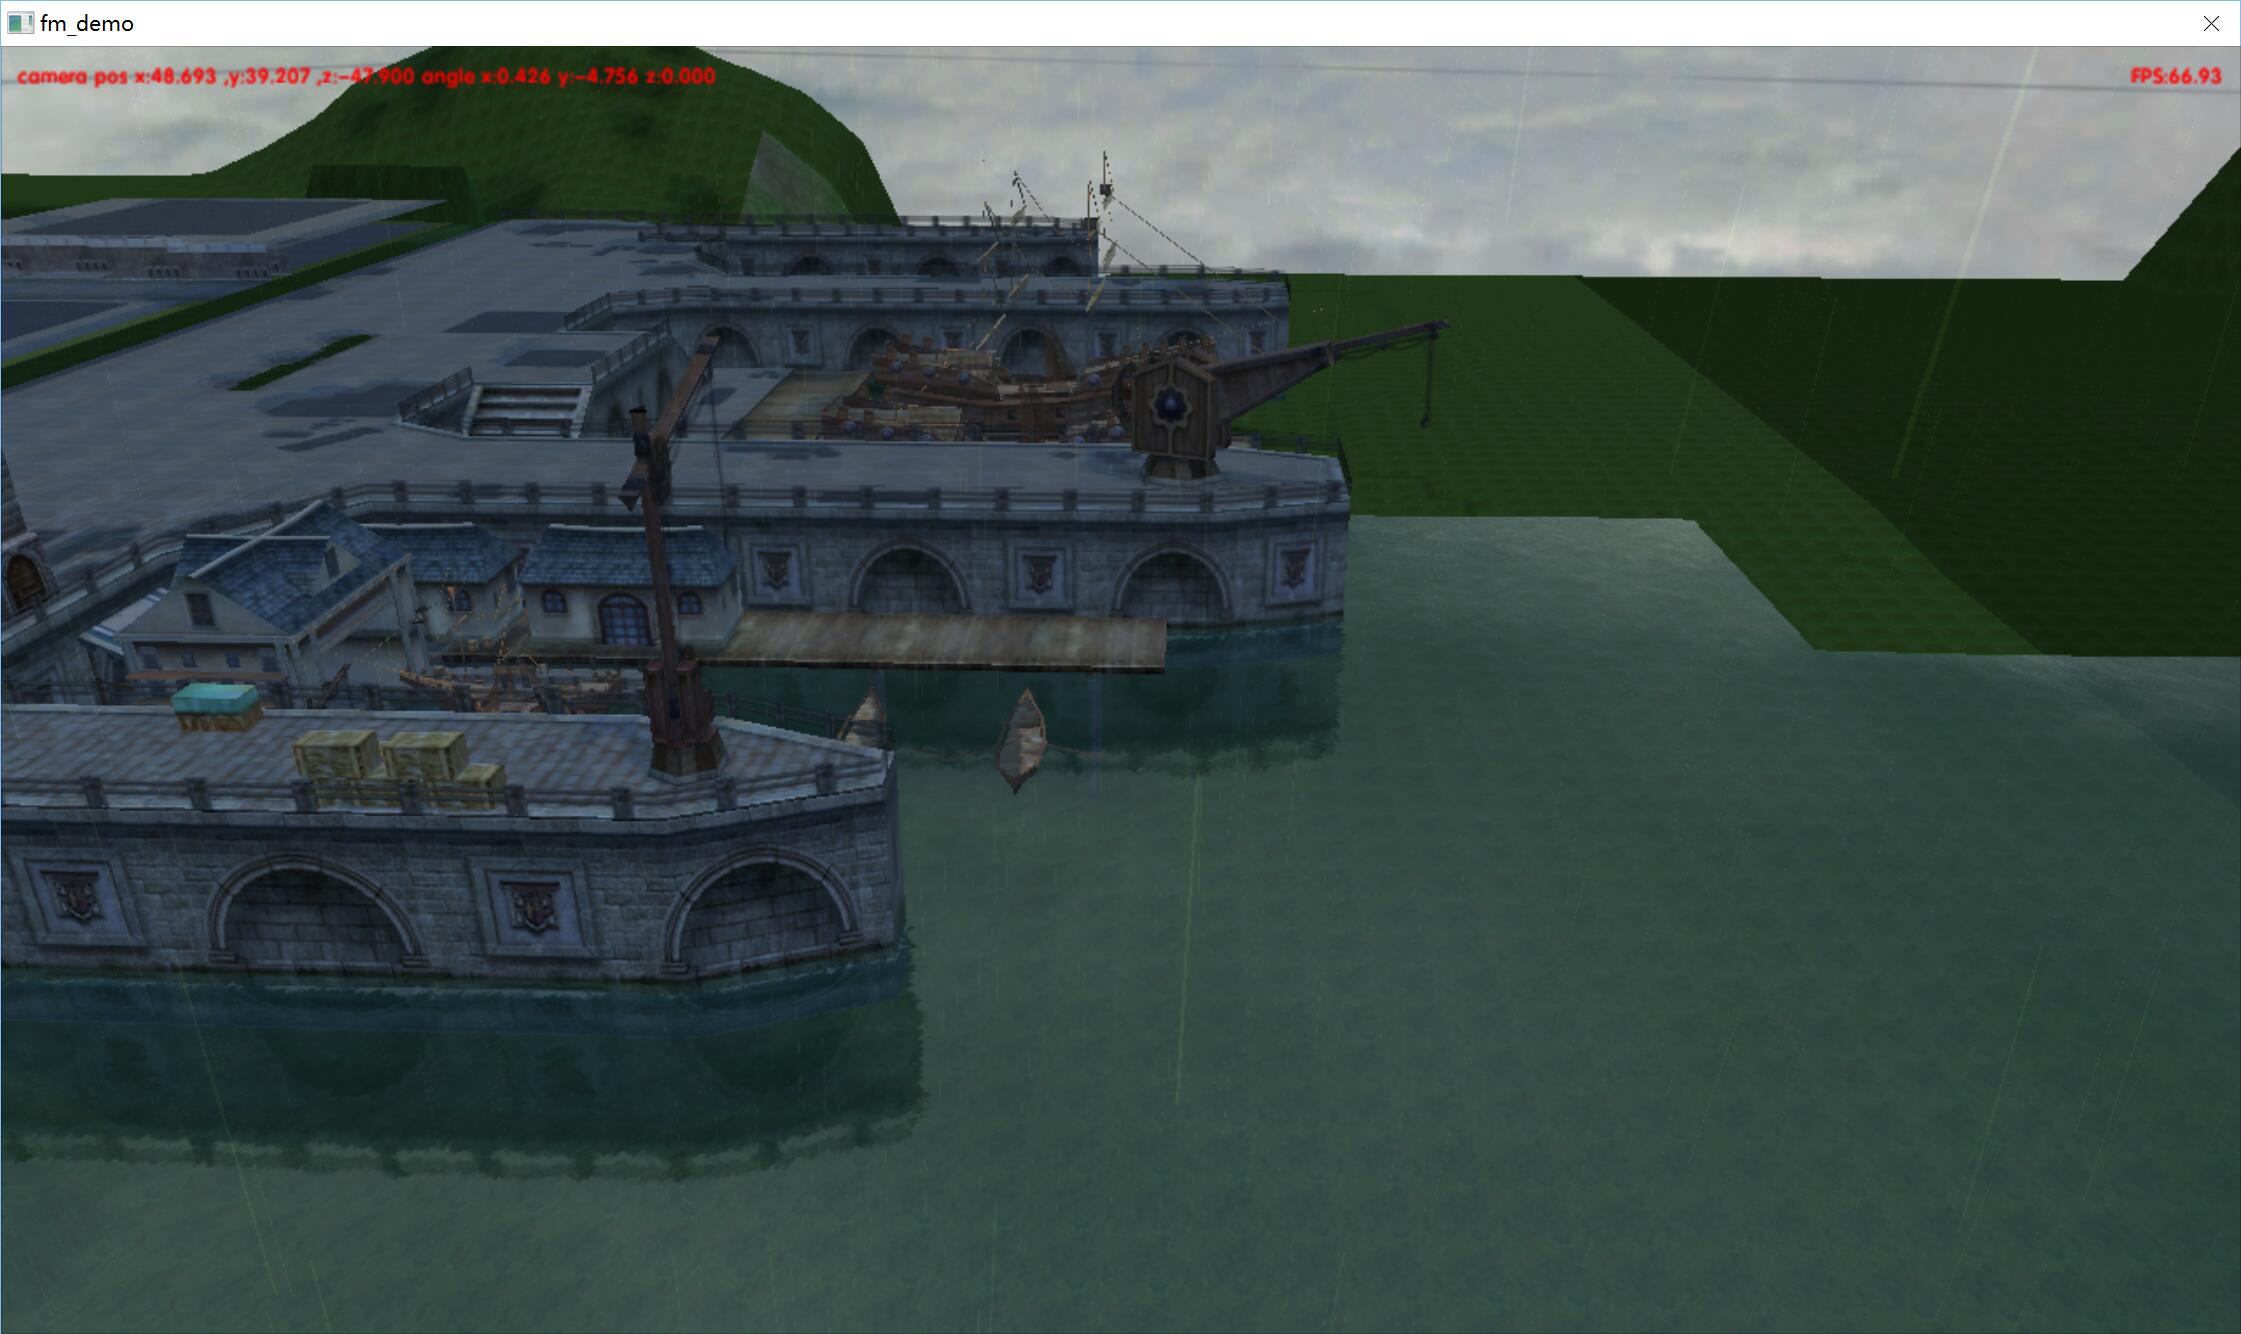 fm_demo
camera pos x:48.693 ,y:39.207 ,z:-47.900 angle x:0.426 y:-4.756 z:0.000
FPS:66.93